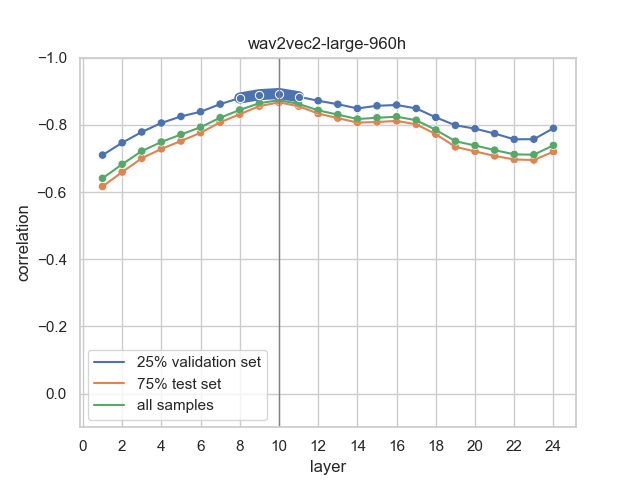 wav2vec2-large-960h
−1.0
−0.8
−0.6
−0.4
−0.2
0.0
correlation
25% validation set
75% test set
all samples
0 2 4 6 8 10 12 14 16 18 20 22 24
layer